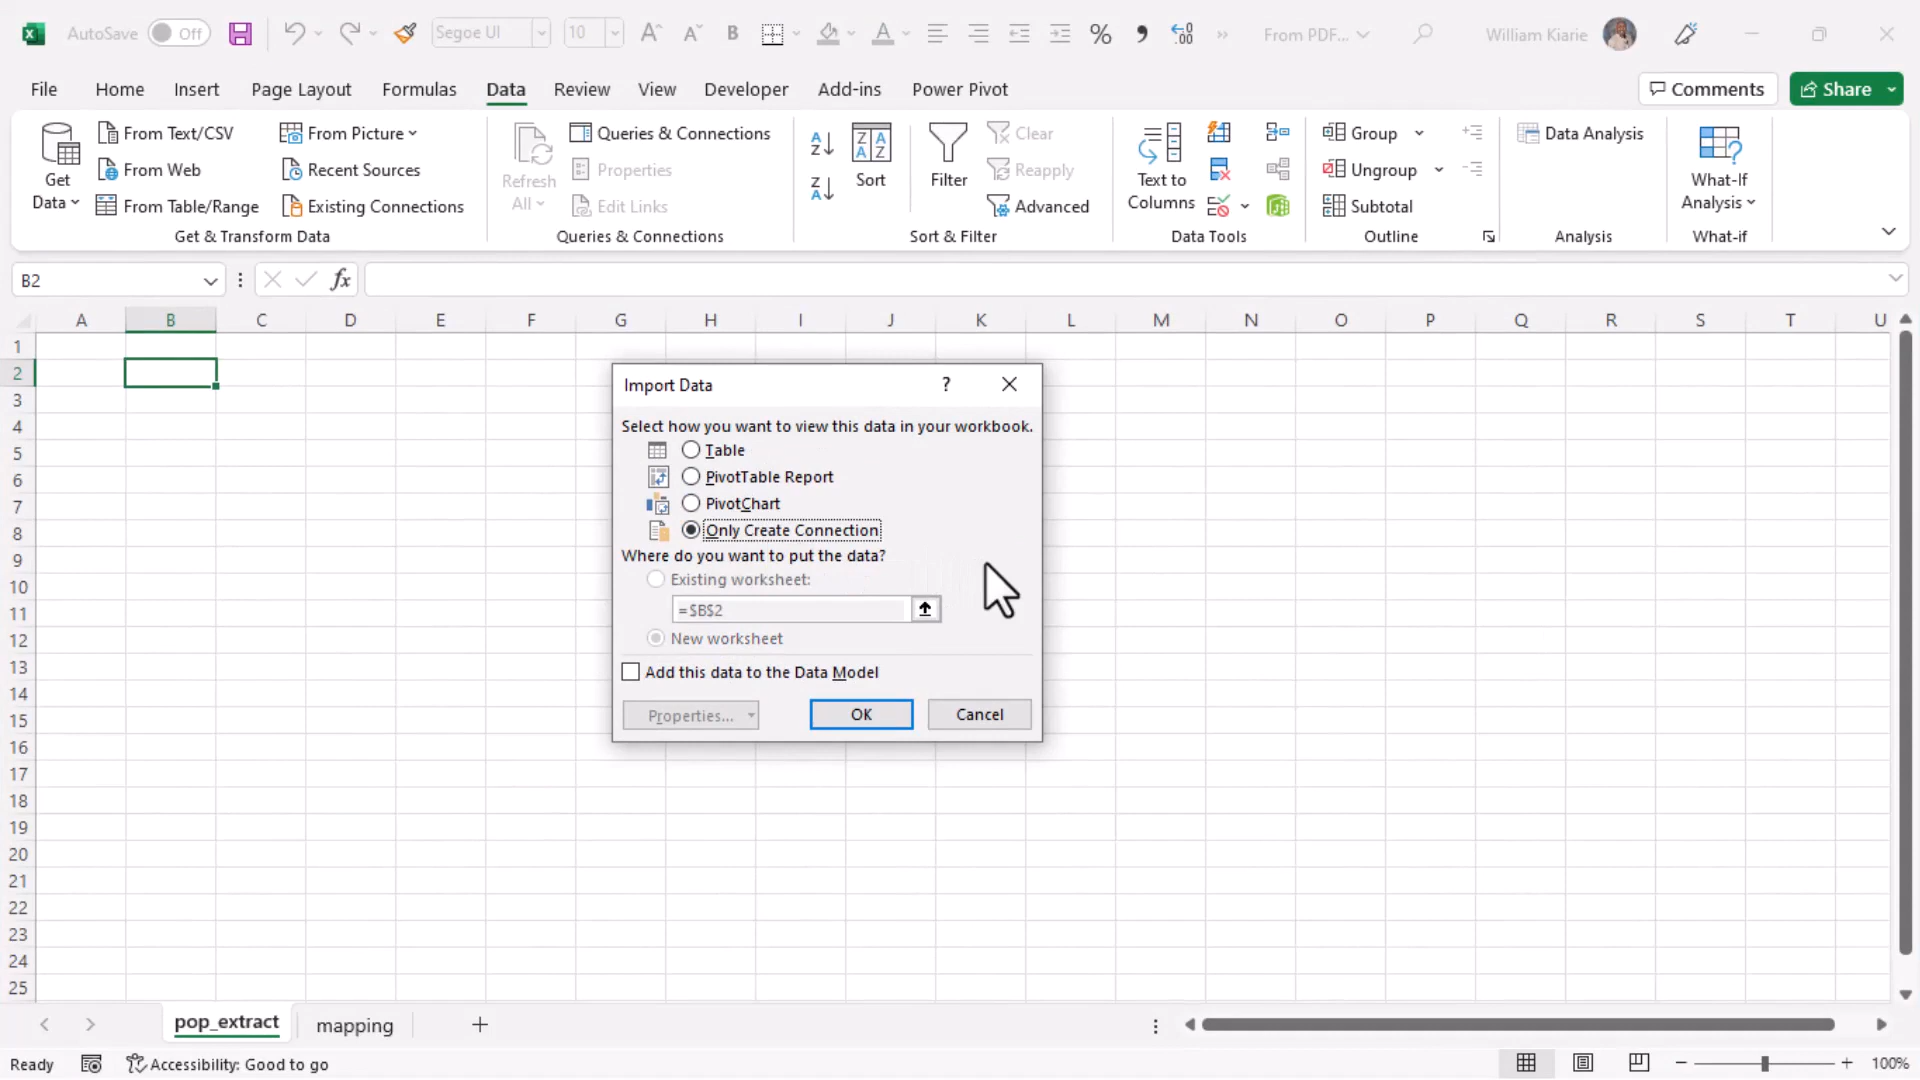 AutoSave Off Segoe UI 10 A A B A % , .00 From PDF... William Kiarie
File Home Insert Page Layout Formulas Data Review View Developer Add-ins Power Pivot Comments Share
Get Data From Text/CSV From Web From Table/Range From Picture Recent Sources Existing Connections
Get & Transform Data
Refresh All Queries & Connections Properties Edit Links
Queries & Connections
Sort Filter Clear Reapply Advanced
Sort & Filter
Text to Columns
Data Tools
Group Ungroup Subtotal
Outline
Data Analysis
Analysis
What-If Analysis
What-if
B2 fx
A B C D E F G H I J K L M N O P Q R S T U
1
2
3
4
5
6
7
8
9
10
11
12
13
14
15
16
17
18
19
20
21
22
23
24
25
Import Data ?
Select how you want to view this data in your workbook.
Table
PivotTable Report
PivotChart
Only Create Connection
Where do you want to put the data?
Existing worksheet:
=$B$2
New worksheet
Add this data to the Data Model
Properties... OK Cancel
pop_extract mapping
Ready Accessibility: Good to go 100%